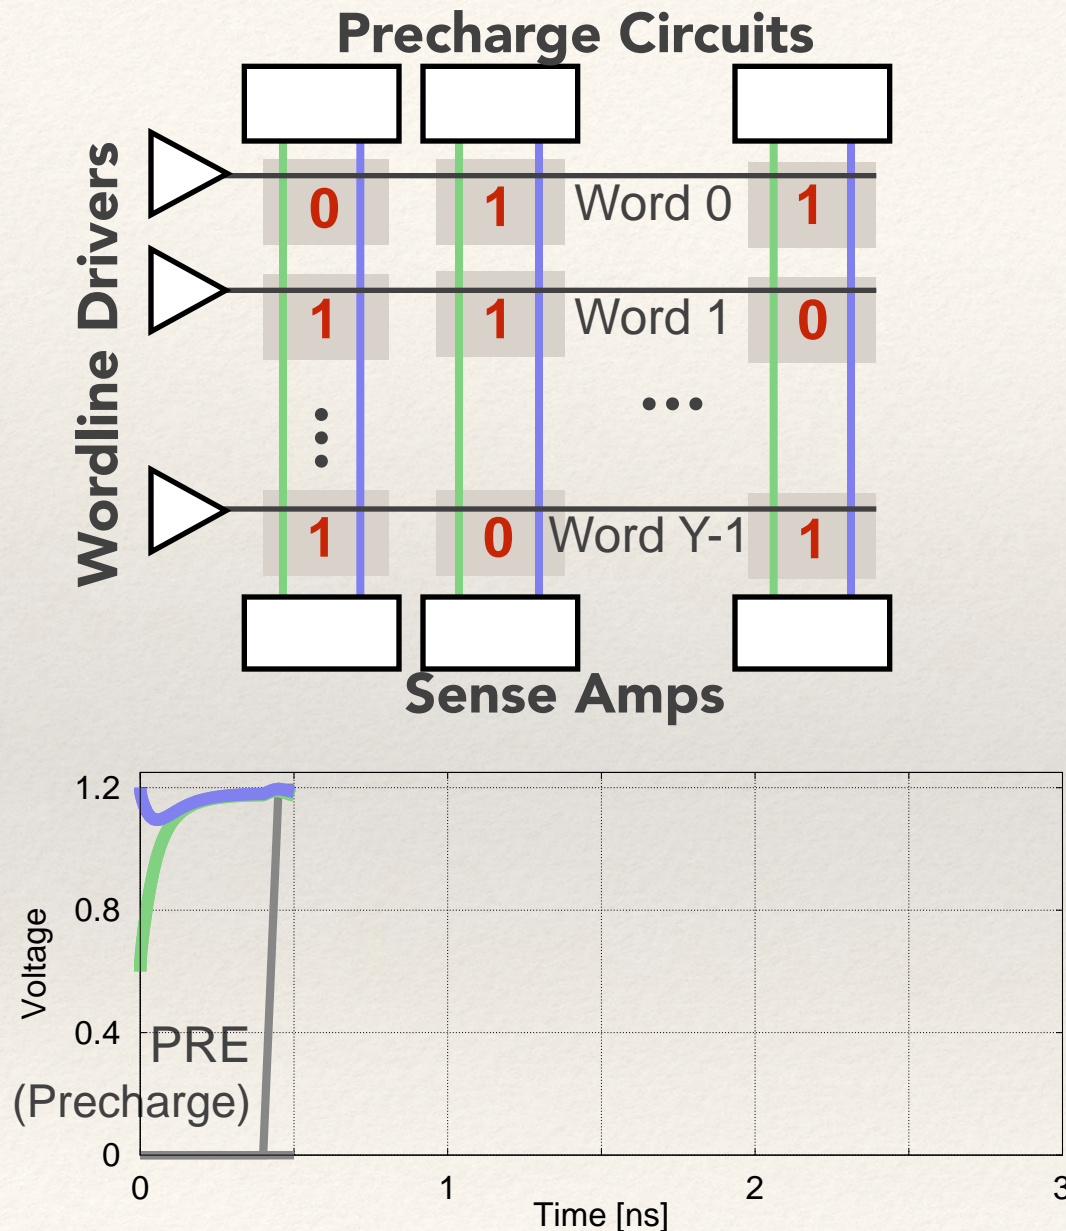 Precharge Circuits
Wordline Drivers
0 1 Word 0 1
1 1 Word 1 0
...
1 0 Word Y-1 1
Sense Amps
1.2
0.8
0.4
0
Voltage
PRE
(Precharge)
0 1 2 3
Time [ns]